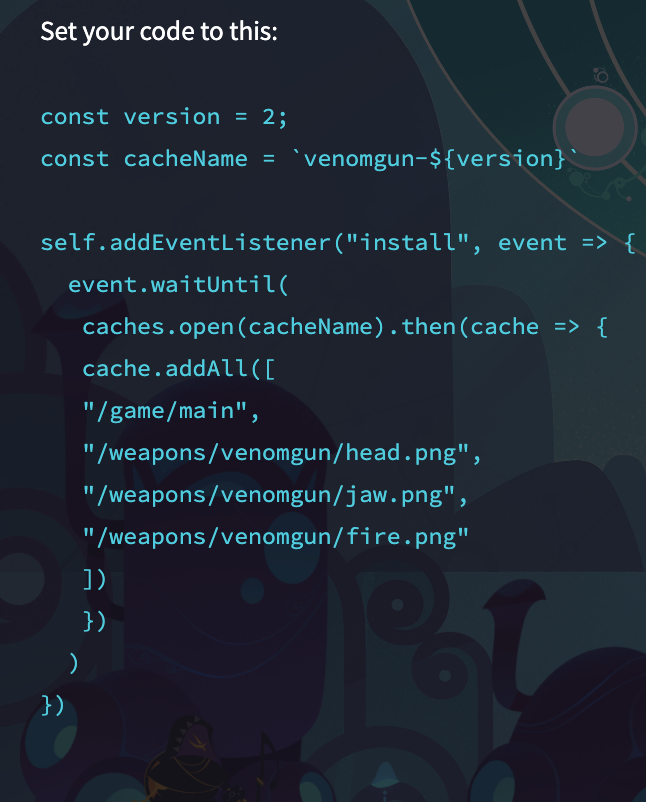 Set your code to this:
const version = 2;
const cacheName = `venomgun-${version}`
self.addEventListener("install", event => {
event.waitUntil(
caches.open(cacheName).then(cache => {
cache.addAll([
"/game/main",
"/weapons/venomgun/head.png",
"/weapons/venomgun/jaw.png",
"/weapons/venomgun/fire.png"
])
})
)
})